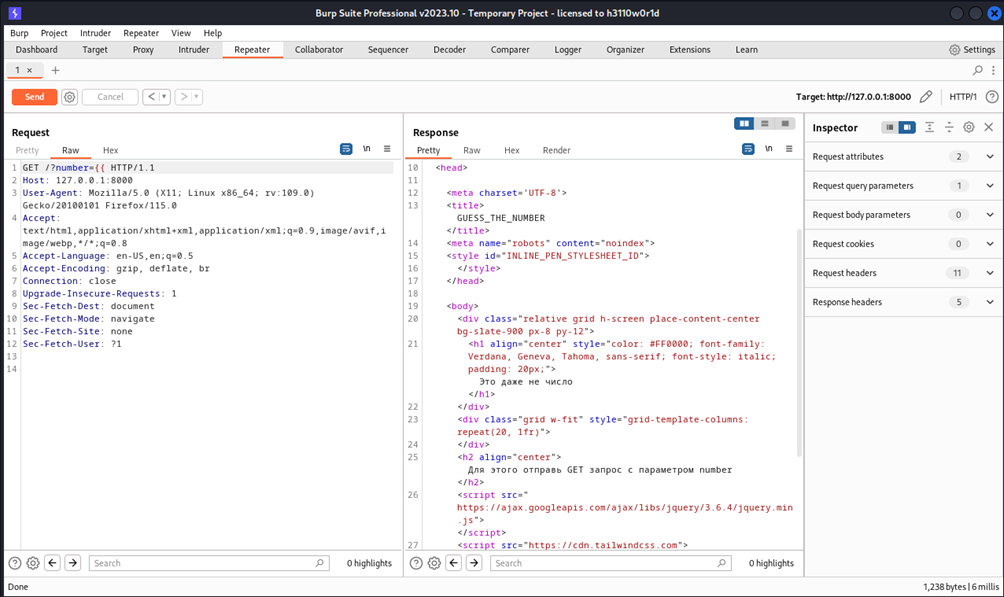 Burp Suite Professional v2023.10 - Temporary Project - licensed to h3110w0r1d
Burp Project Intruder Repeater View Help
Dashboard Target Proxy Intruder Repeater Collaborator Sequencer Decoder Comparer Logger Organizer Extensions Learn Settings
1 × +
Send Cancel < > Target: http://127.0.0.1:8000 HTTP/1
Request
Pretty Raw Hex \n
1 GET /?number={{ HTTP/1.1
2 Host: 127.0.0.1:8000
3 User-Agent: Mozilla/5.0 (X11; Linux x86_64; rv:109.0)
Gecko/20100101 Firefox/115.0
4 Accept:
text/html,application/xhtml+xml,application/xml;q=0.9,image/avif,i
mage/webp,*/*;q=0.8
5 Accept-Language: en-US,en;q=0.5
6 Accept-Encoding: gzip, deflate, br
7 Connection: close
8 Upgrade-Insecure-Requests: 1
9 Sec-Fetch-Dest: document
10 Sec-Fetch-Mode: navigate
11 Sec-Fetch-Site: none
12 Sec-Fetch-User: ?1
13
14
Search 0 highlights
Response
Pretty Raw Hex Render \n
10 <head>
11
12 <meta charset='UTF-8'>
13 <title>
GUESS_THE_NUMBER
</title>
14 <meta name="robots" content="noindex">
15 <style id="INLINE_PEN_STYLESHEET_ID">
16 </style>
17 </head>
18
19 <body>
20 <div class="relative grid h-screen place-content-center
bg-slate-900 px-8 py-12">
21 <h1 align="center" style="color: #FF0000; font-family:
Verdana, Geneva, Tahoma, sans-serif; font-style: italic;
padding: 20px;">
Это даже не число
</h1>
22 </div>
23 <div class="grid w-fit" style="grid-template-columns:
repeat(20, 1fr)">
24 </div>
25 <h2 align="center">
Для этого отправь GET запрос с параметром number
</h2>
26 <script src="
https://ajax.googleapis.com/ajax/libs/jquery/3.6.4/jquery.min
.js">
</script>
27 <script src="https://cdn.tailwindcss.com">
Search 0 highlights
Inspector
Request attributes 2
Request query parameters 1
Request body parameters 0
Request cookies 0
Request headers 11
Response headers 5
Done 1,238 bytes | 6 millis